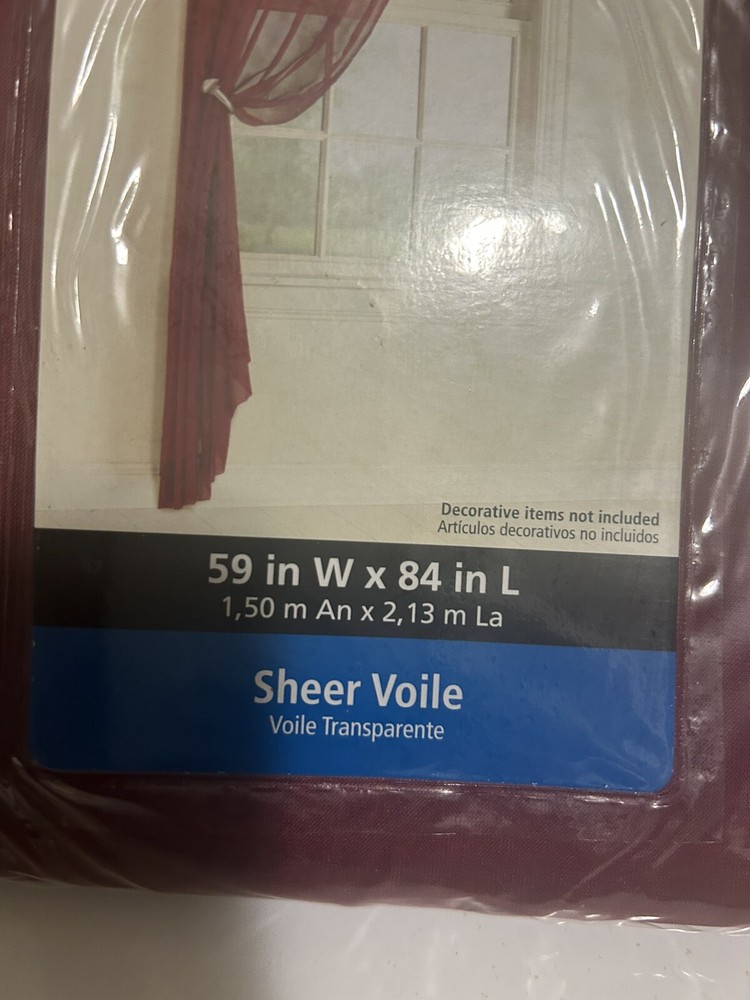 Decorative items not included
Artículos decorativos no incluidos
59 in W x 84 in L
1,50 m An x 2,13 m La
Sheer Voile
Voile Transparente